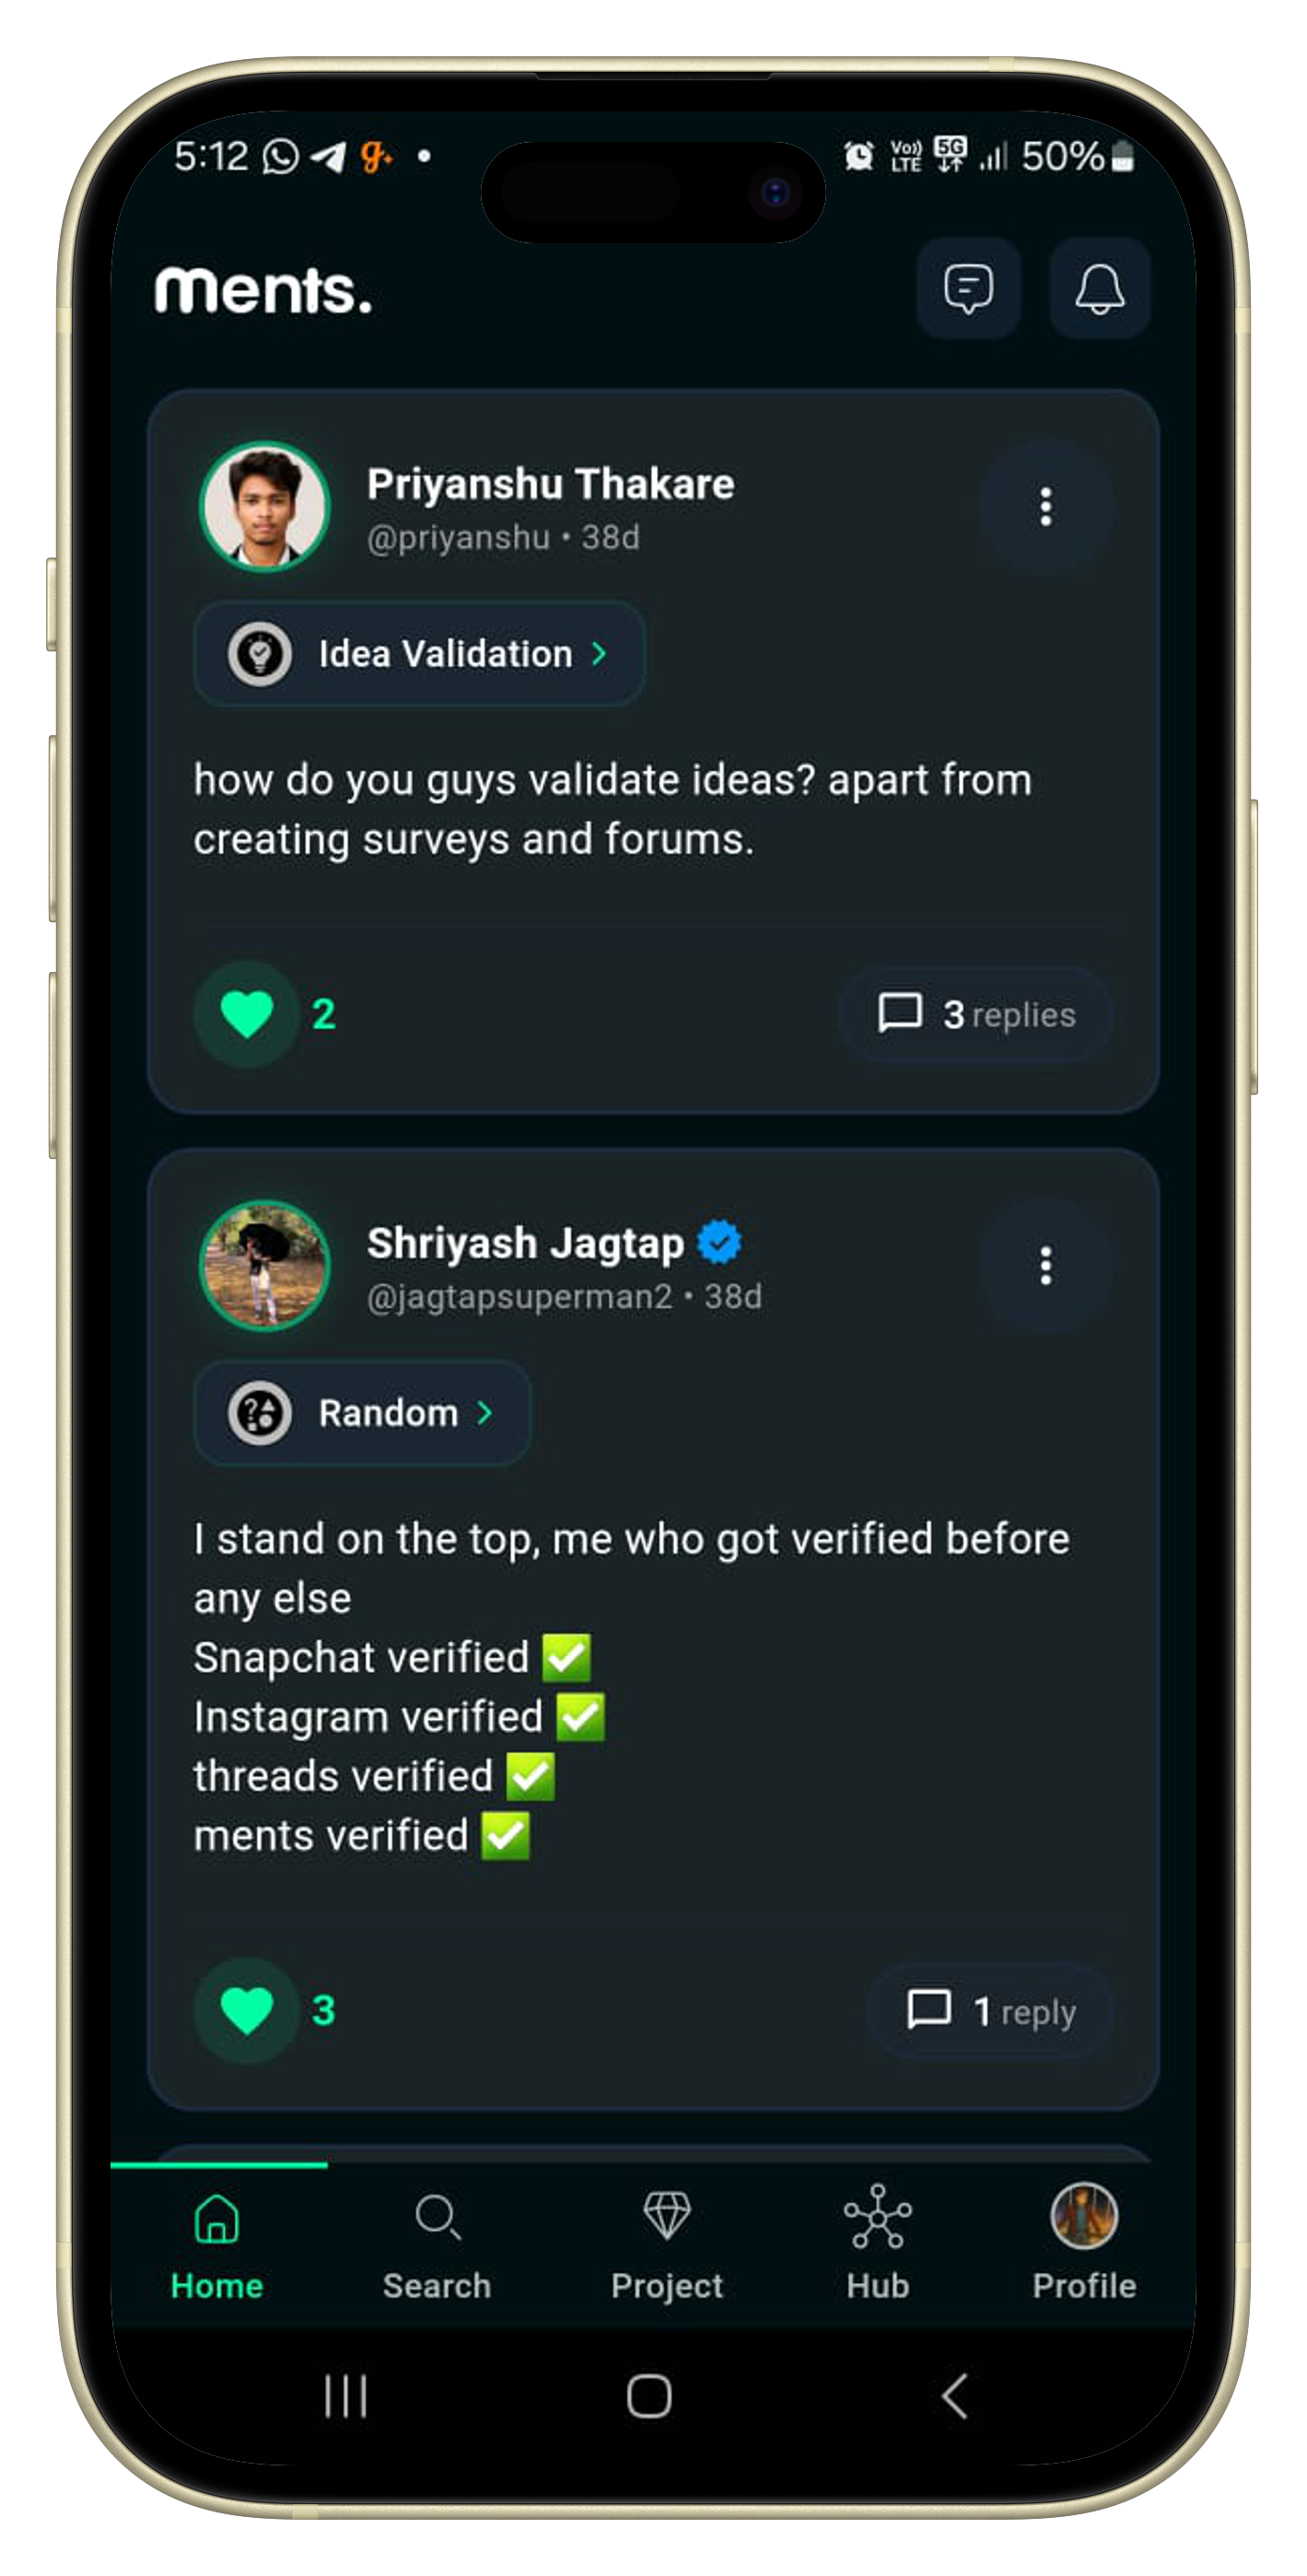 5:12
Vo)) LTE 5G 50%
ments.
Priyanshu Thakare
@priyanshu • 38d
Idea Validation >
how do you guys validate ideas? apart from
creating surveys and forums.
2
3 replies
Shriyash Jagtap
@jagtapsuperman2 • 38d
Random >
I stand on the top, me who got verified before
any else
Snapchat verified ✅
Instagram verified ✅
threads verified ✅
ments verified ✅
3
1 reply
Home Search Project Hub Profile